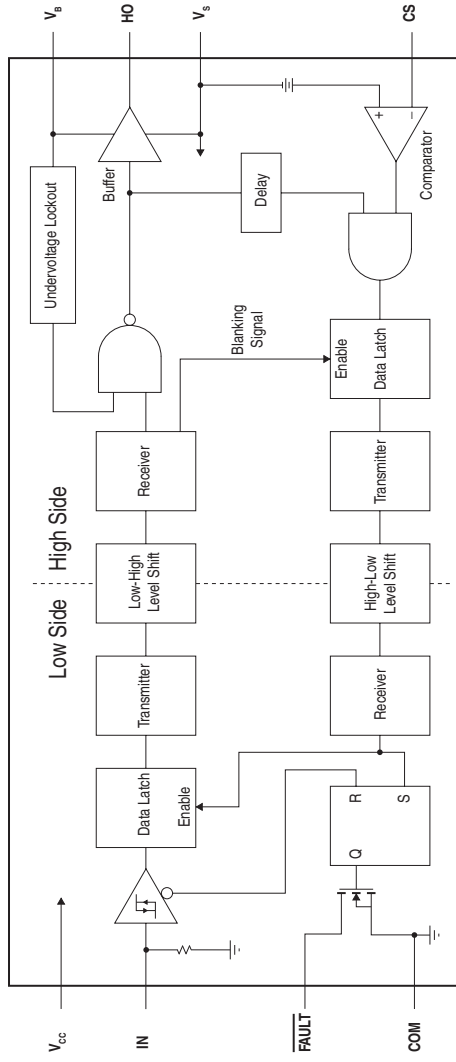 V_CC
IN
FAULT
COM
V_B
HO
V_S
CS
Low Side
High Side
Undervoltage Lockout
Buffer
Delay
Comparator
+
−
Data Latch
Enable
Transmitter
Low-High
Level Shift
Receiver
Blanking
Signal
Enable
Data Latch
Transmitter
High-Low
Level Shift
Receiver
R
S
Q